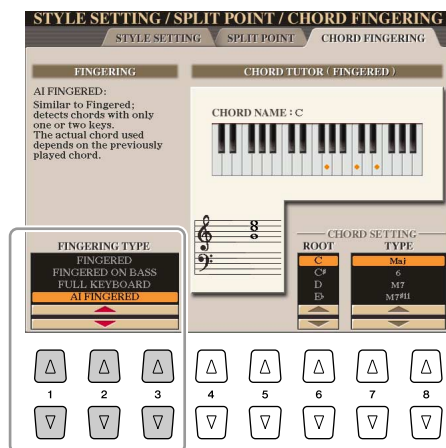 STYLE SETTING / SPLIT POINT / CHORD FINGERING
STYLE SETTING SPLIT POINT CHORD FINGERING
FINGERING
AI FINGERED:
Similar to Fingered;
detects chords with only
one or two keys.
The actual chord used
depends on the previously
played chord.
CHORD TUTOR ( FINGERED )
CHORD NAME : C
FINGERING TYPE
FINGERED
FINGERED ON BASS
FULL KEYBOARD
AI FINGERED
CHORD SETTING
ROOT TYPE
C Maj
C# 6
D M7
E♭ M7#11
1 2 3 4 5 6 7 8